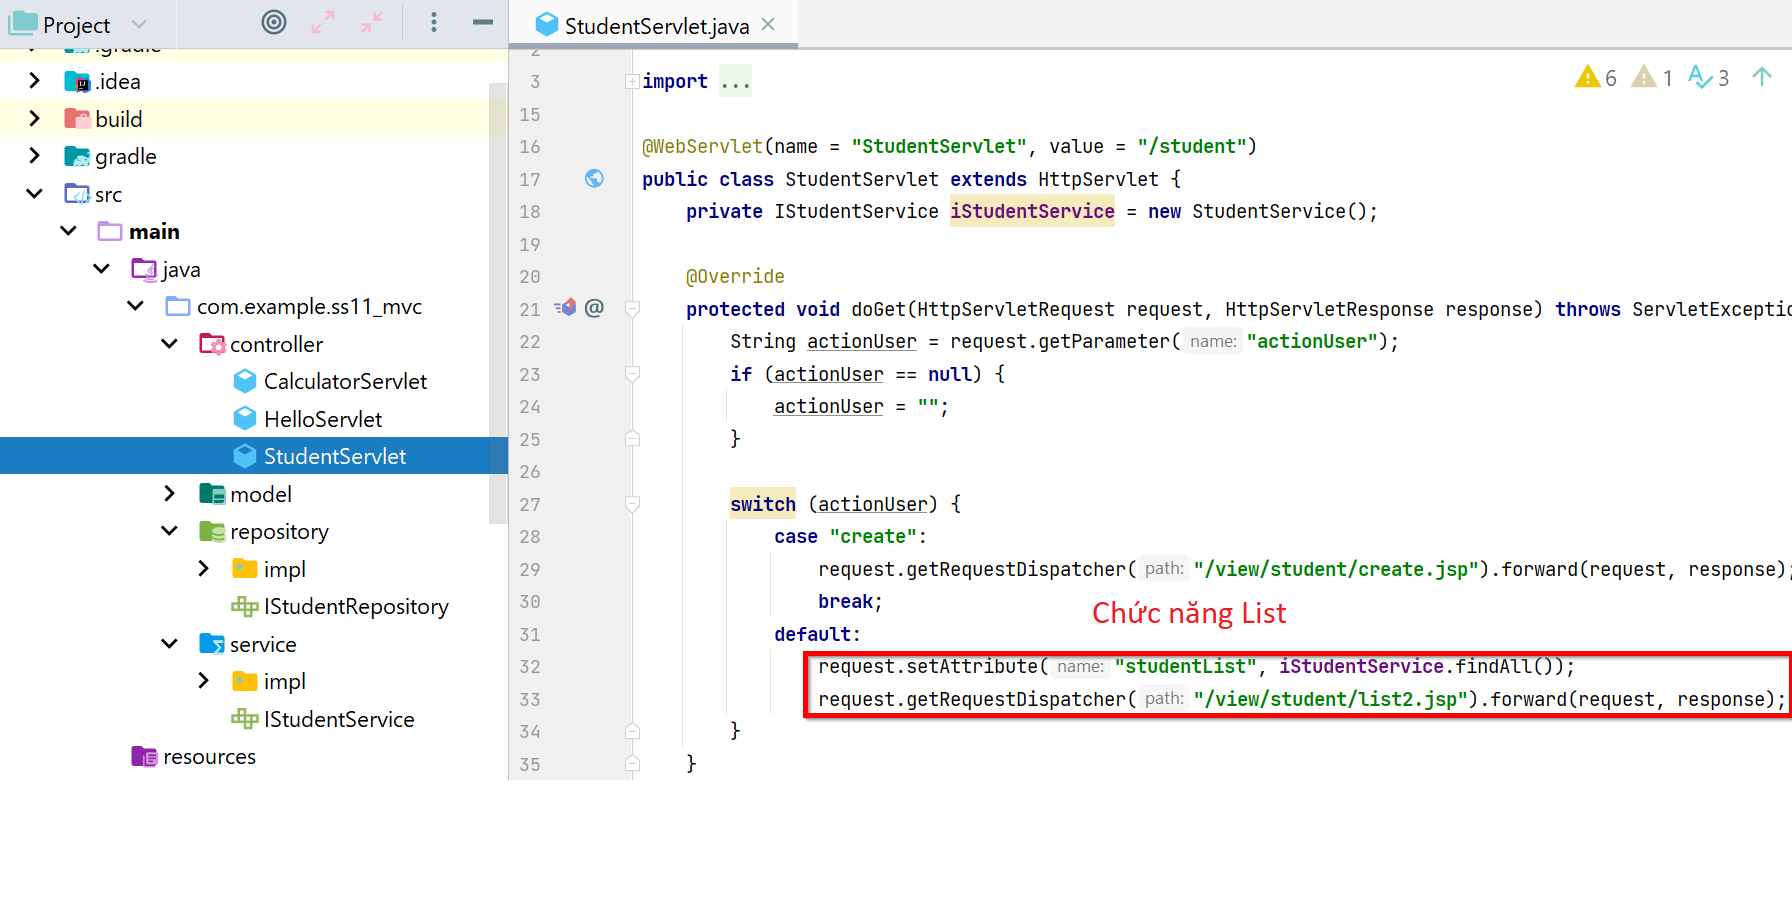 Project
StudentServlet.java
.gradle
.idea
build
gradle
src
main
java
com.example.ss11_mvc
controller
CalculatorServlet
HelloServlet
StudentServlet
model
repository
impl
IStudentRepository
service
impl
IStudentService
resources
6 1 3
2
3 import ...
15
16 @WebServlet(name = "StudentServlet", value = "/student")
17 public class StudentServlet extends HttpServlet {
18 private IStudentService iStudentService = new StudentService();
19
20 @Override
21 @ protected void doGet(HttpServletRequest request, HttpServletResponse response) throws ServletExceptio
22 String actionUser = request.getParameter( name: "actionUser");
23 if (actionUser == null) {
24 actionUser = "";
25 }
26
27 switch (actionUser) {
28 case "create":
29 request.getRequestDispatcher( path: "/view/student/create.jsp").forward(request, response);
30 break;
Chức năng List
31 default:
32 request.setAttribute( name: "studentList", iStudentService.findAll());
33 request.getRequestDispatcher( path: "/view/student/list2.jsp").forward(request, response);
34 }
35 }